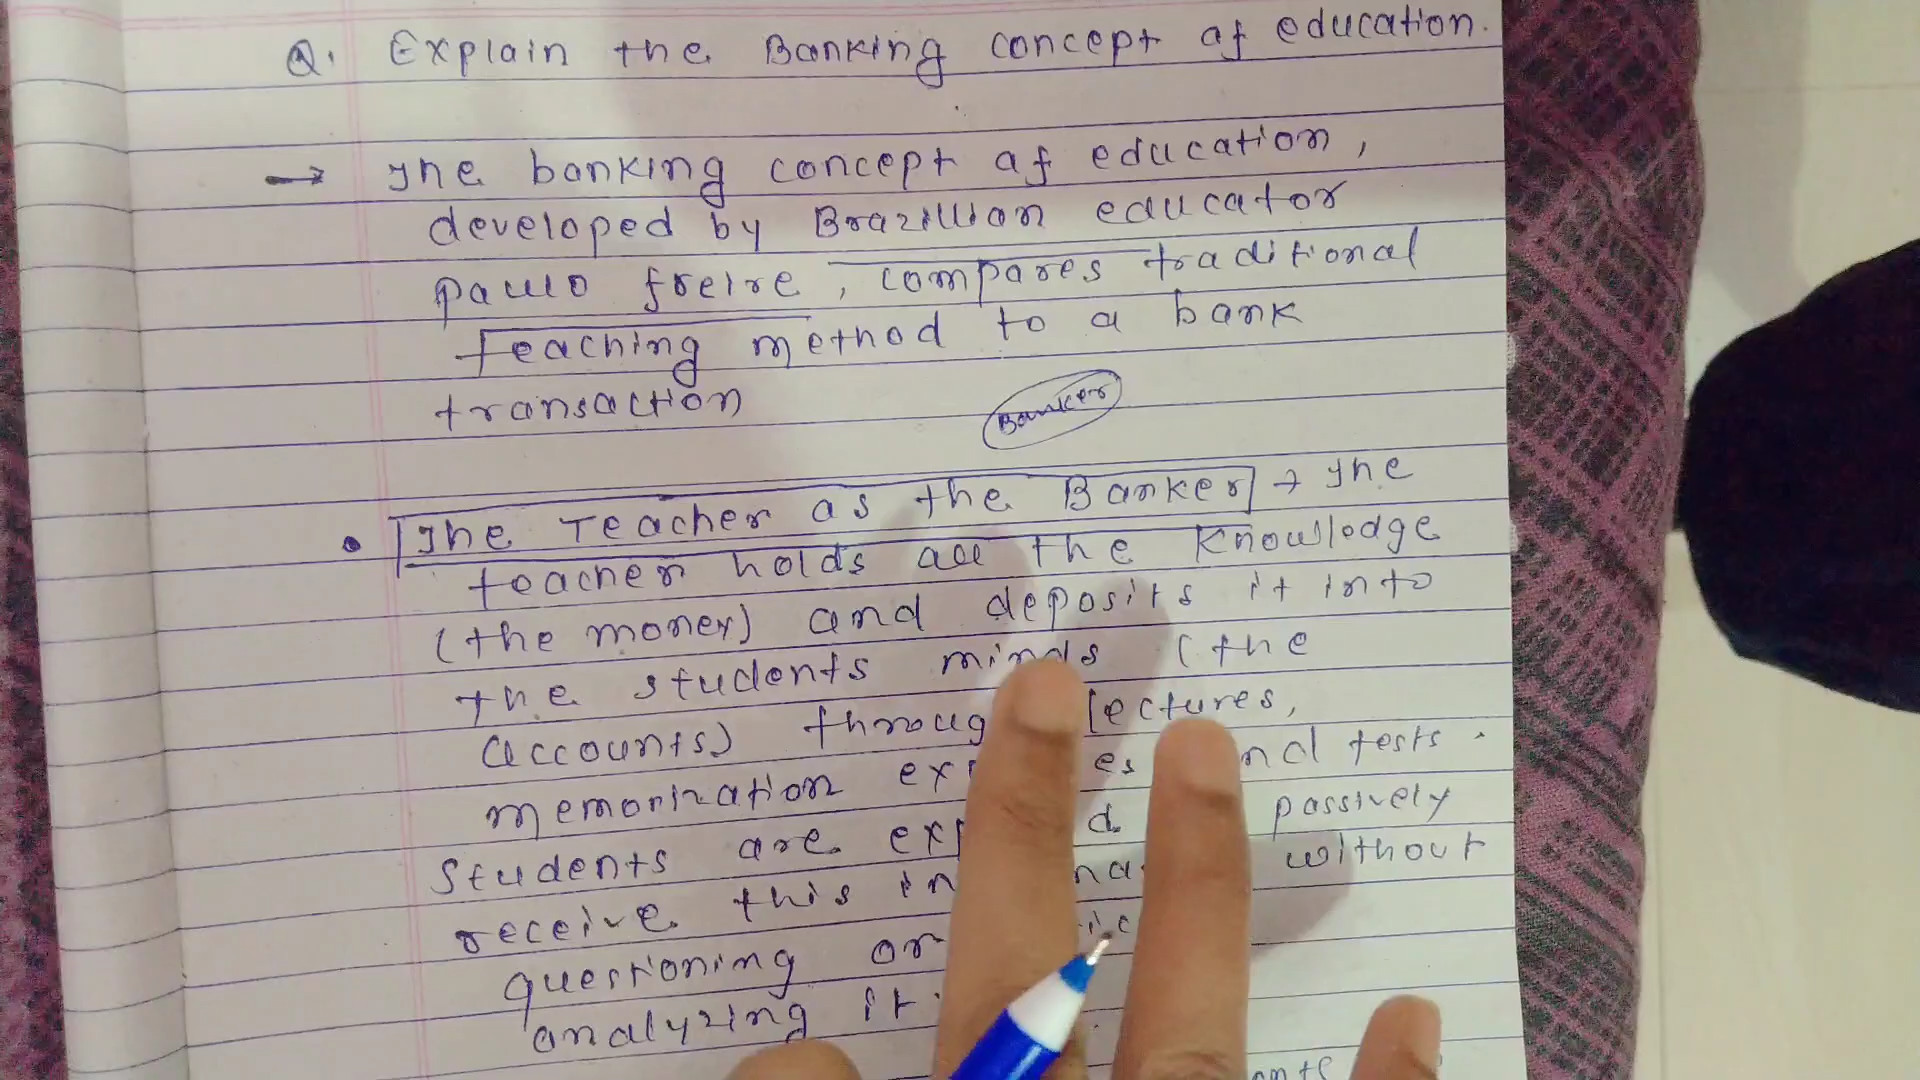 Q. Explain the Banking concept of education.
→ The banking concept of education,
developed by Brazillian educator
paulo freire, compares traditional
teaching method to a bank
transaction
Banker
• The Teacher as the Banker → The
teacher holds all the Knowledge
(the money) and deposits it into
the students minds (the
accounts) through lectures,
memorization and tests.
Students are passively
receive this without
questioning or
analyzing it.